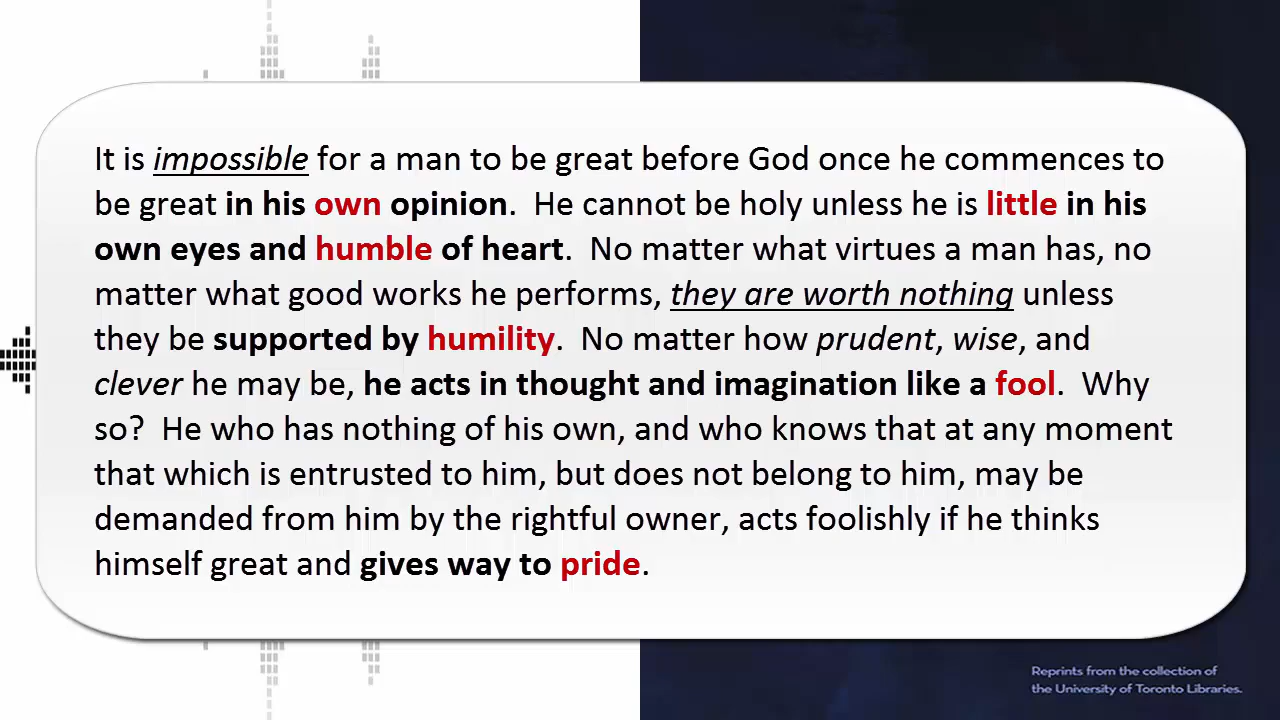 It is impossible for a man to be great before God once he commences to
be great in his own opinion. He cannot be holy unless he is little in his
own eyes and humble of heart. No matter what virtues a man has, no
matter what good works he performs, they are worth nothing unless
they be supported by humility. No matter how prudent, wise, and
clever he may be, he acts in thought and imagination like a fool. Why
so? He who has nothing of his own, and who knows that at any moment
that which is entrusted to him, but does not belong to him, may be
demanded from him by the rightful owner, acts foolishly if he thinks
himself great and gives way to pride.
Reprints from the collection of
the University of Toronto Libraries.